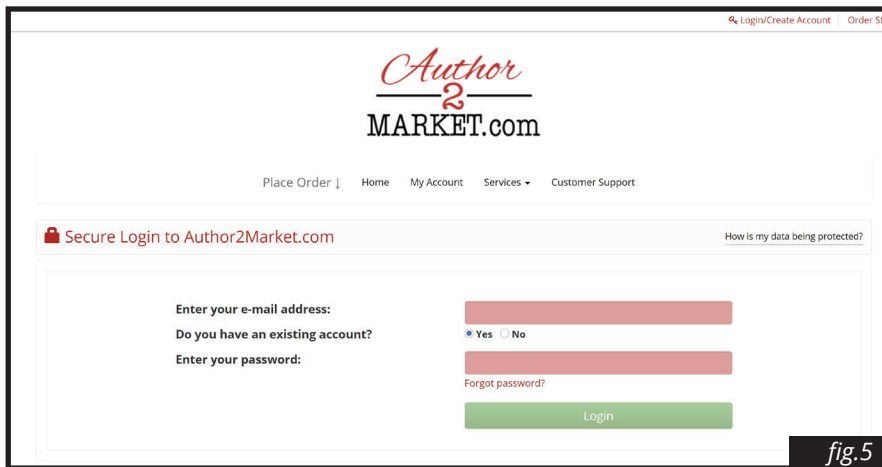 Login/Create Account Order St
Author
2
MARKET.com
Place Order ↓ Home My Account Services Customer Support
Secure Login to Author2Market.com How is my data being protected?
Enter your e-mail address:
Do you have an existing account? Yes No
Enter your password:
Forgot password?
Login
fig.5